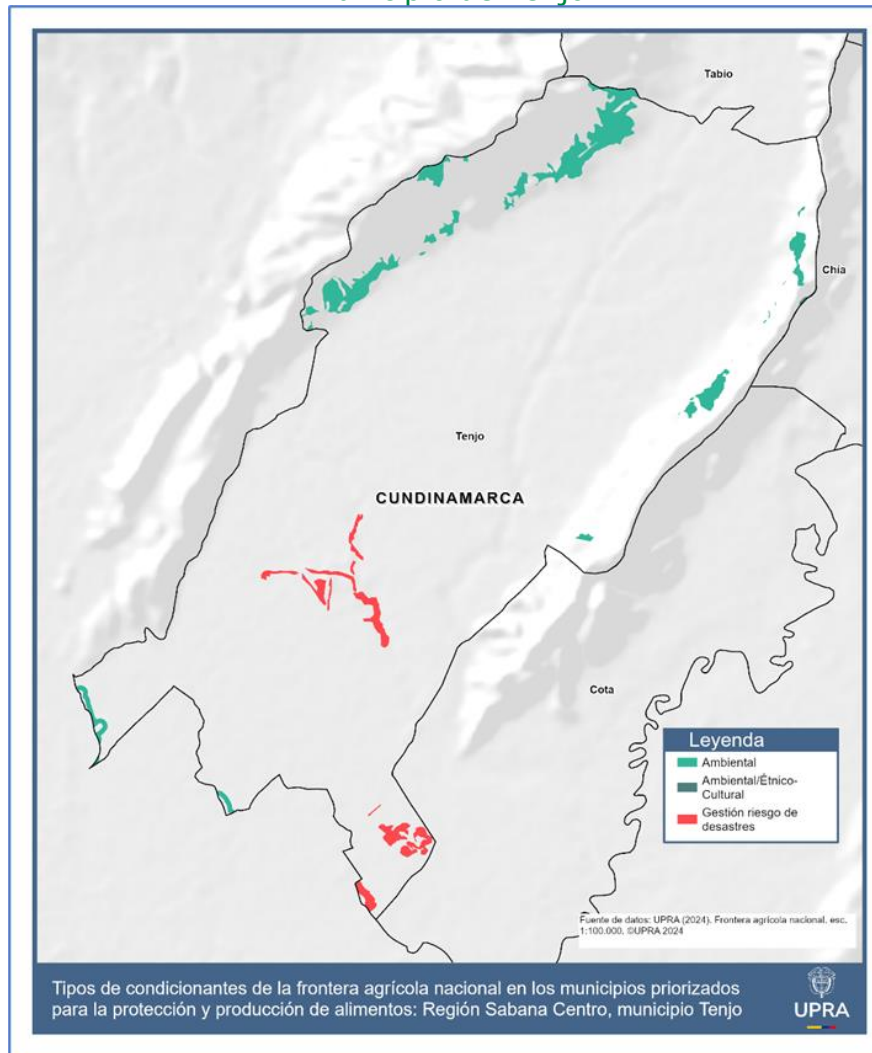 Tabio
Chía
Tenjo
CUNDINAMARCA
Cota
Leyenda
Ambiental
Ambiental/Étnico-
Cultural
Gestión riesgo de
desastres
Fuente de datos: UPRA (2024). Frontera agrícola nacional, esc.
1:100.000. ©UPRA 2024
Tipos de condicionantes de la frontera agrícola nacional en los municipios priorizados
para la protección y producción de alimentos: Región Sabana Centro, municipio Tenjo
UPRA